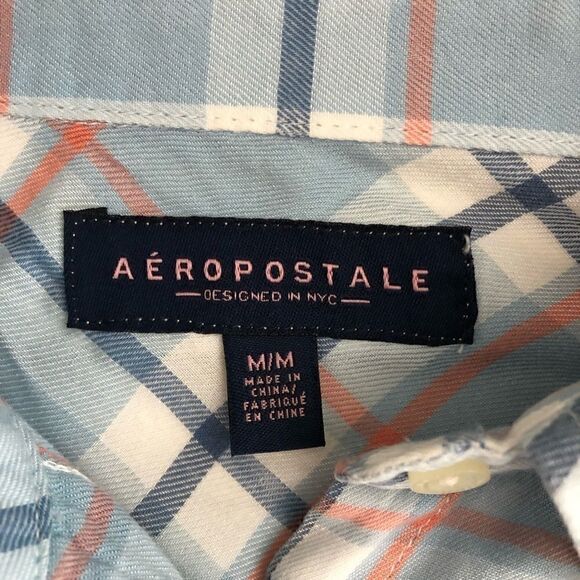 AÉROPOSTALE
DESIGNED IN NYC
M/M
MADE IN
CHINA/
FABRIQUÉ
EN CHINE